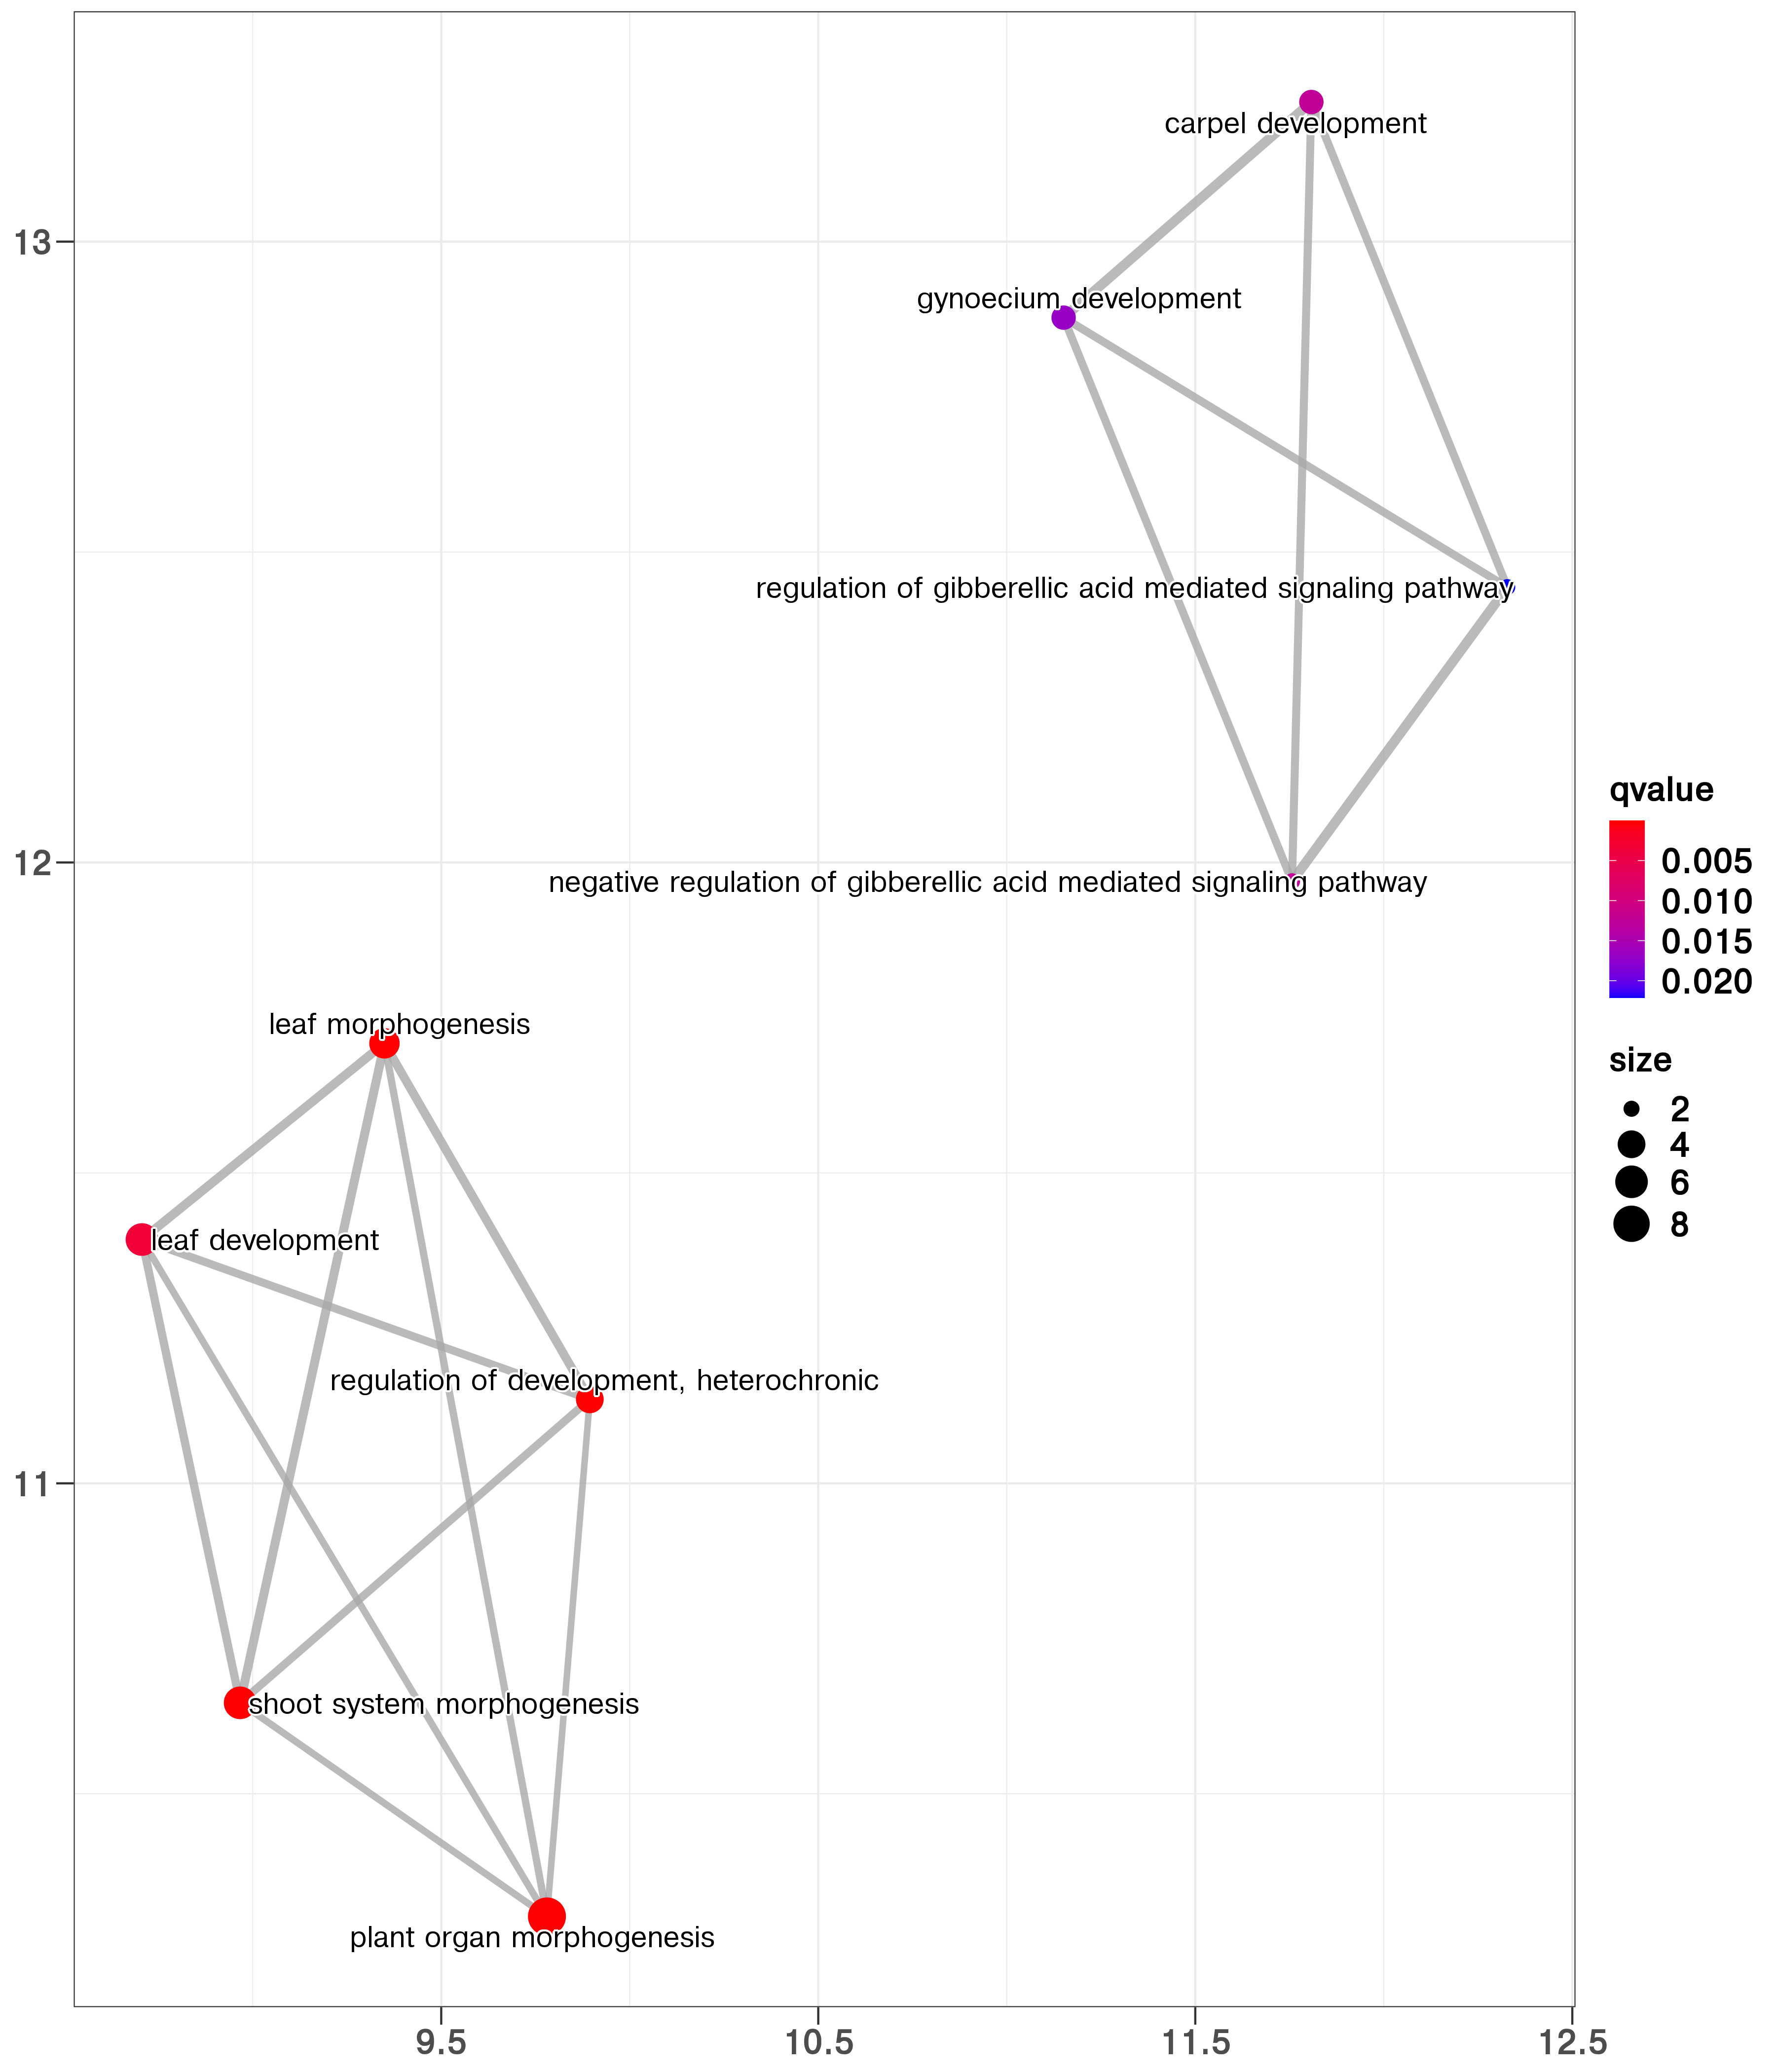 carpel development
13
gynoecium development
regulation of gibberellic acid mediated signaling pathway
12
negative regulation of gibberellic acid mediated signaling pathway
leaf morphogenesis
leaf development
regulation of development, heterochronic
11
shoot system morphogenesis
plant organ morphogenesis
9.5 10.5 11.5 12.5
qvalue
0.005
0.010
0.015
0.020
size
2
4
6
8